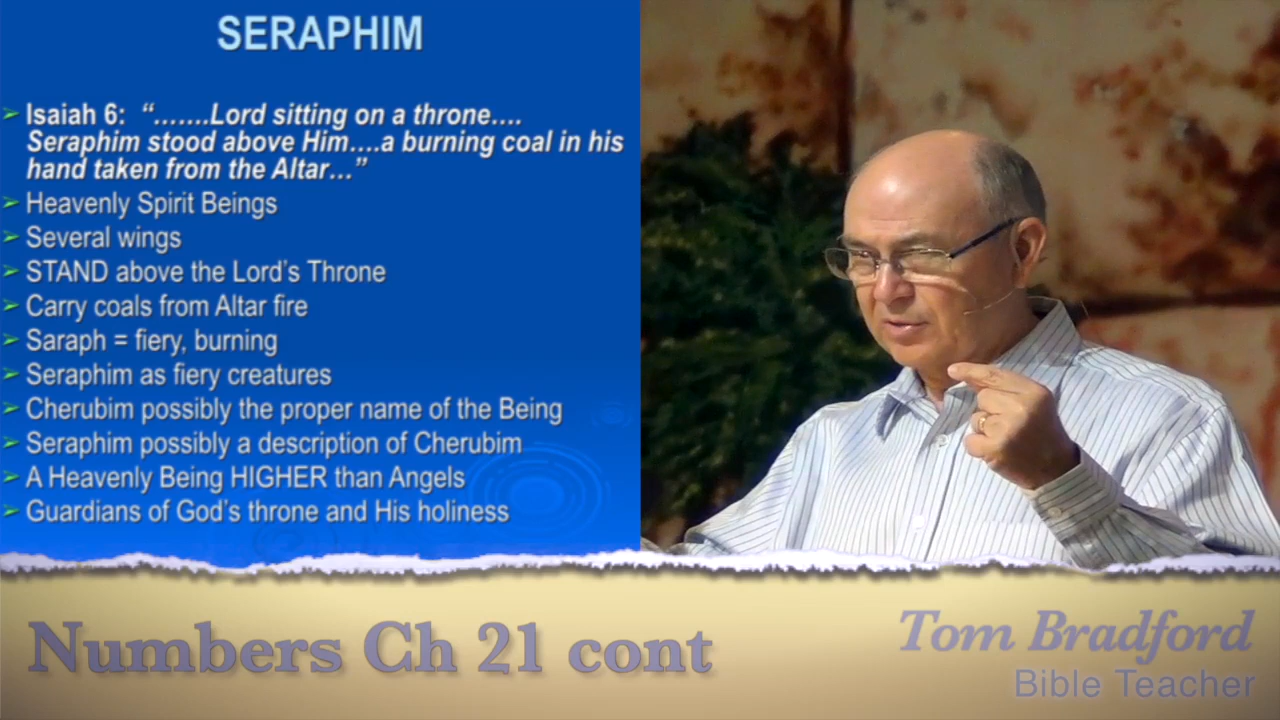 SERAPHIM
➢ Isaiah 6: “…….Lord sitting on a throne….
Seraphim stood above Him….a burning coal in his
hand taken from the Altar…”
➢ Heavenly Spirit Beings
➢ Several wings
➢ STAND above the Lord’s Throne
➢ Carry coals from Altar fire
➢ Saraph = fiery, burning
➢ Seraphim as fiery creatures
➢ Cherubim possibly the proper name of the Being
➢ Seraphim possibly a description of Cherubim
➢ A Heavenly Being HIGHER than Angels
➢ Guardians of God’s throne and His holiness
Numbers Ch 21 cont
Tom Bradford
Bible Teacher